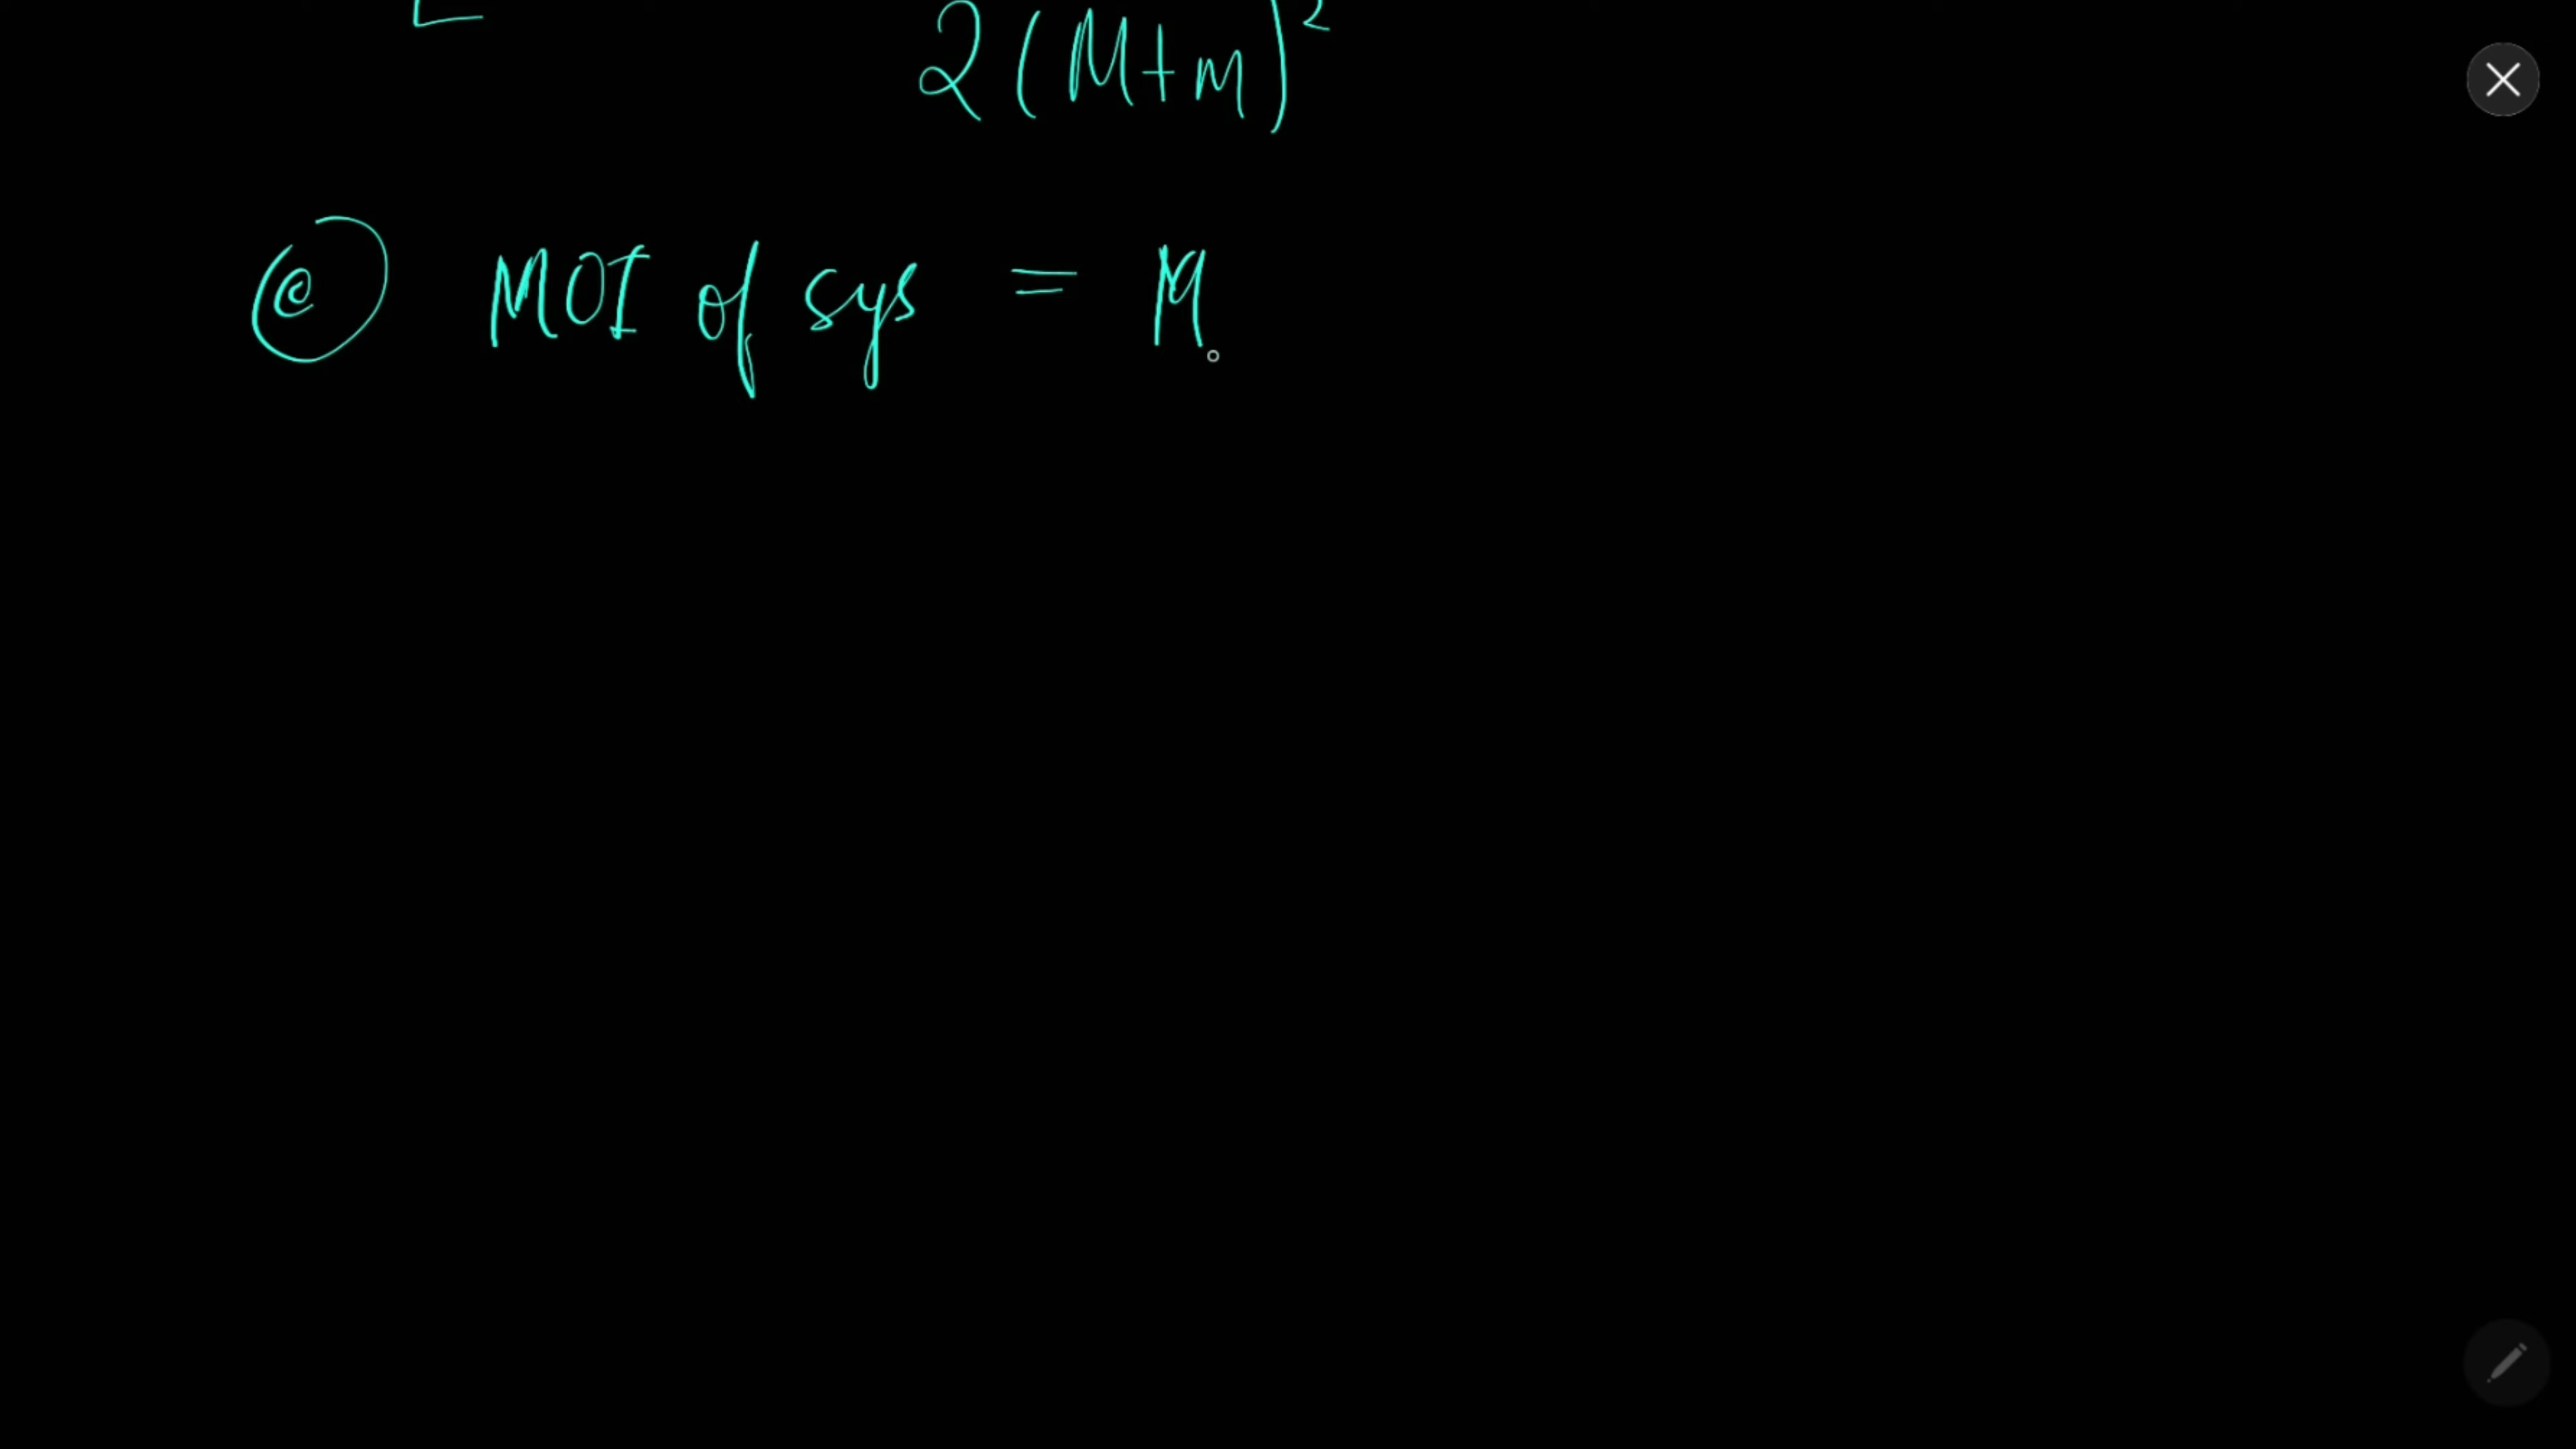 2(M+m)²
(e) MOI of sys = M